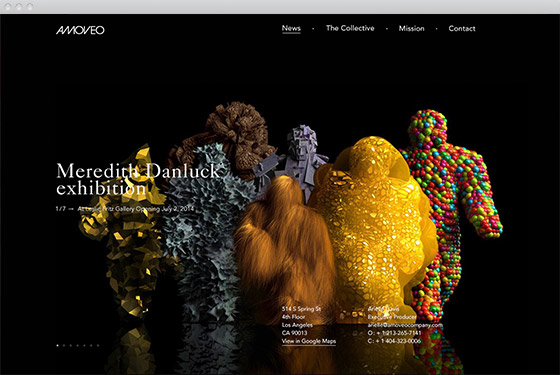 AMOVEO
News · The Collective · Mission · Contact
Meredith Danluck
exhibition
1/7 → At Leslie Fritz Gallery Opening July 2, 2014
514 S Spring St
4th Floor
Los Angeles
CA 90013
View in Google Maps
Executive Producer
arielle@amoveocompany.com
O : + 1 213-265-7141
C : + 1 404-323-0006